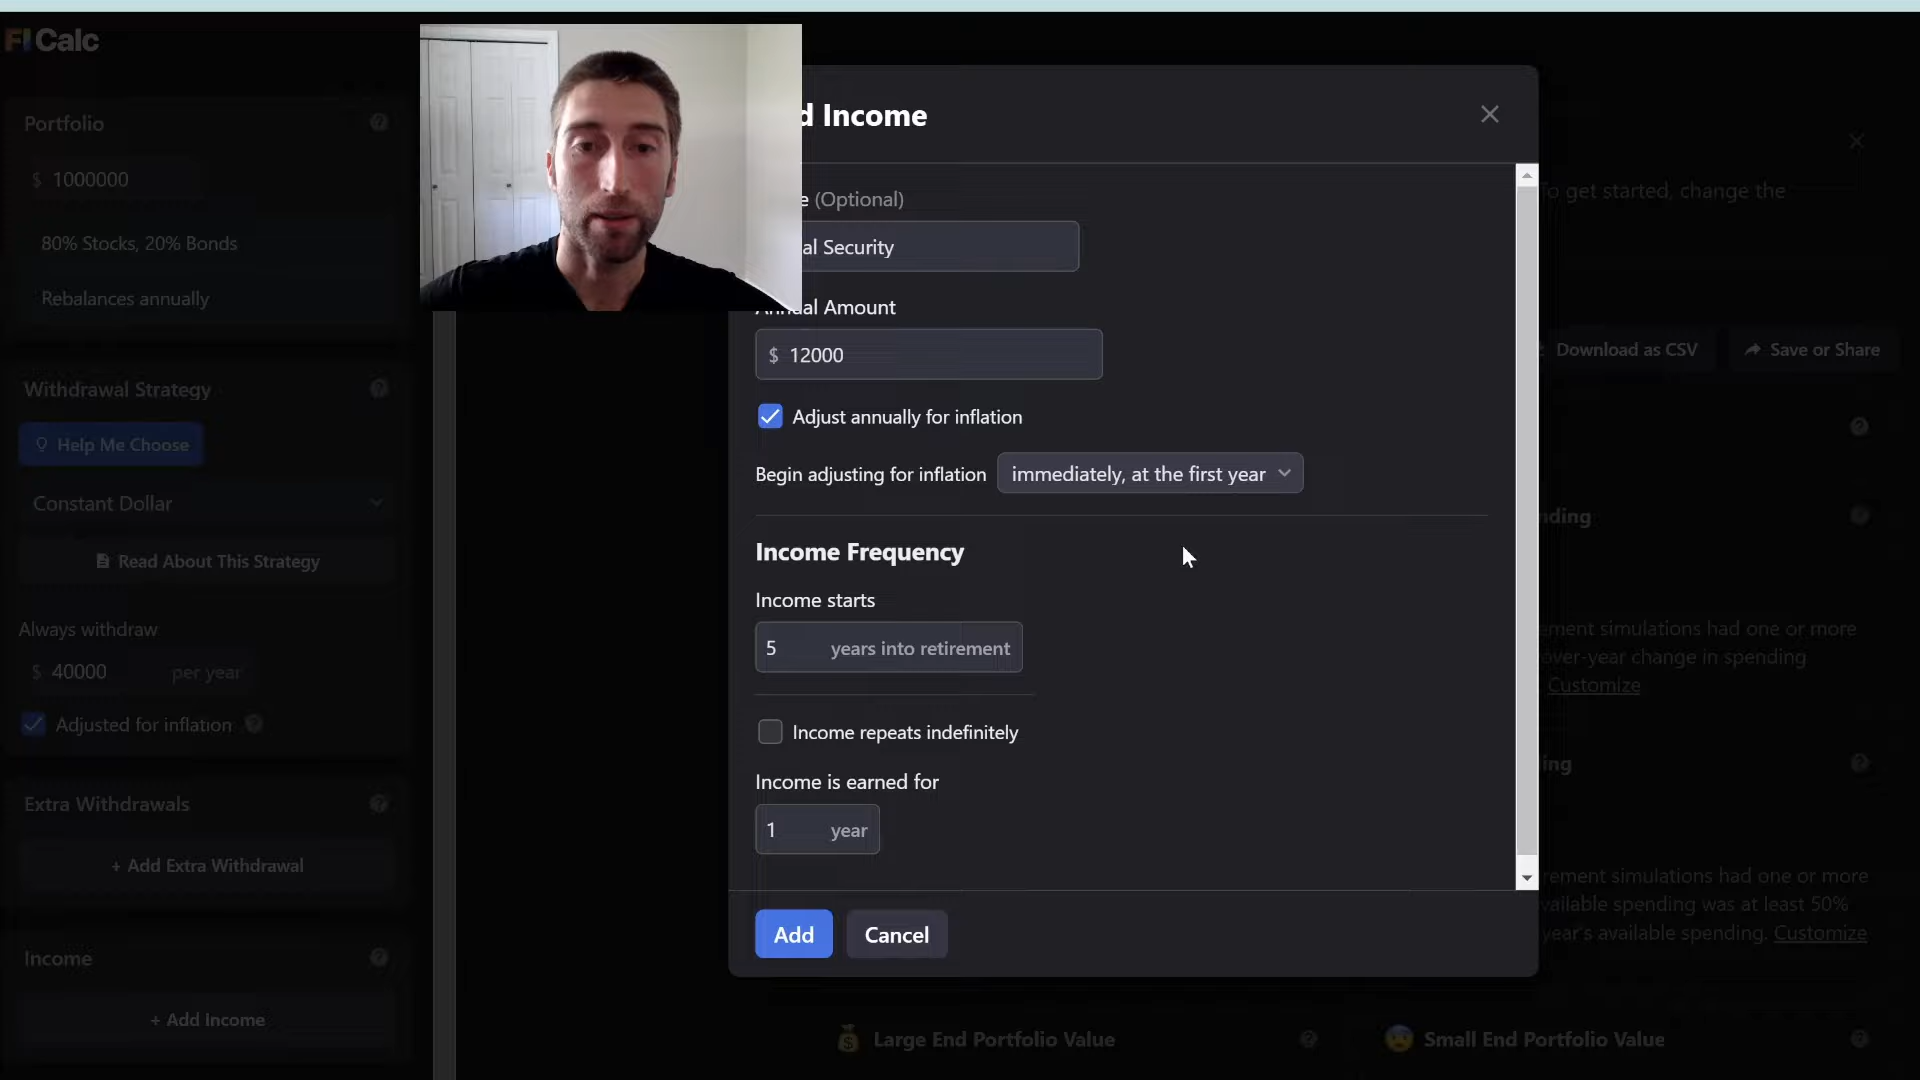 FI Calc
Portfolio
$ 1000000
80% Stocks, 20% Bonds
Rebalances annually
Withdrawal Strategy
Help Me Choose
Constant Dollar
Read About This Strategy
Always withdraw
$ 40000 per year
Adjusted for inflation
Extra Withdrawals
+ Add Extra Withdrawal
Income
+ Add Income
d Income
e (Optional)
al Security
Annual Amount
$ 12000
Adjust annually for inflation
Begin adjusting for inflation immediately, at the first year
Income Frequency
Income starts
5 years into retirement
Income repeats indefinitely
Income is earned for
1 year
Add
Cancel
To get started, change the
Download as CSV
Save or Share
nding
ement simulations had one or more
over-year change in spending
Customize
ing
rement simulations had one or more
vailable spending was at least 50%
year's available spending. Customize
Large End Portfolio Value
Small End Portfolio Value